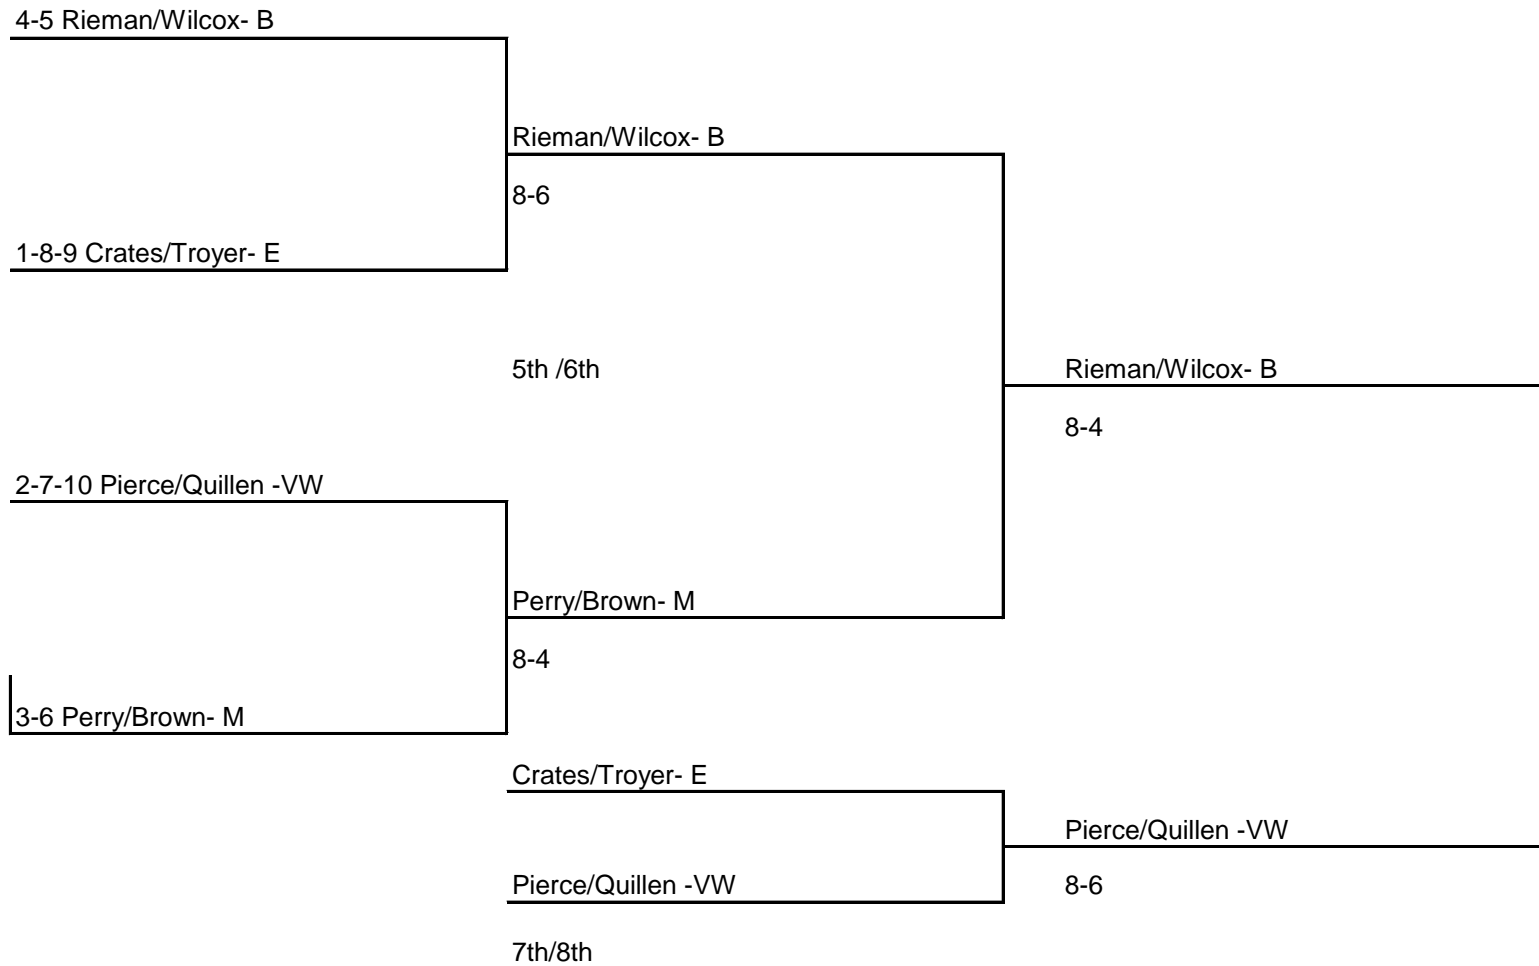 4-5 Rieman/Wilcox- B
Rieman/Wilcox- B
8-6
1-8-9 Crates/Troyer- E
5th /6th
Rieman/Wilcox- B
8-4
2-7-10 Pierce/Quillen -VW
Perry/Brown- M
8-4
3-6 Perry/Brown- M
Crates/Troyer- E
Pierce/Quillen -VW
Pierce/Quillen -VW
8-6
7th/8th